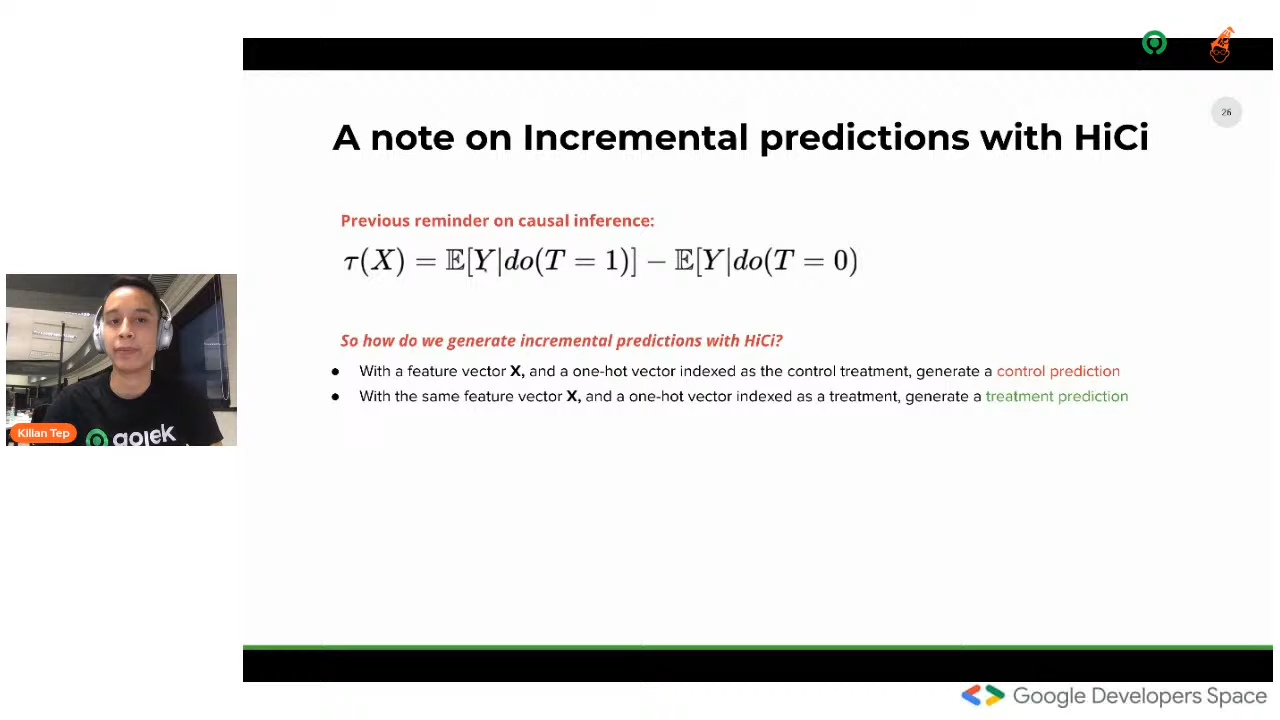 26
A note on Incremental predictions with HiCi
Previous reminder on causal inference:
τ(X) = 𝔼[Y|do(T = 1)] − 𝔼[Y|do(T = 0)
So how do we generate incremental predictions with HiCi?
● With a feature vector X, and a one-hot vector indexed as the control treatment, generate a control prediction
● With the same feature vector X, and a one-hot vector indexed as a treatment, generate a treatment prediction
Kilian Tep
gojek
Google Developers Space